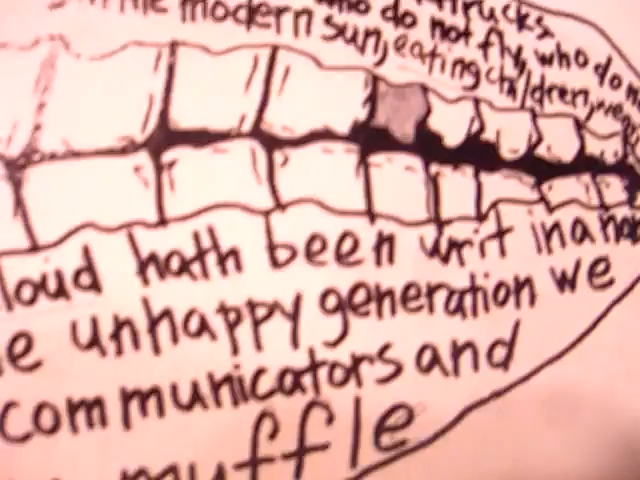 trucks
who do not fly, who do n
the modern sun, eating children, we
loud hath been writ in a
e unhappy generation we
communicators and
muffle